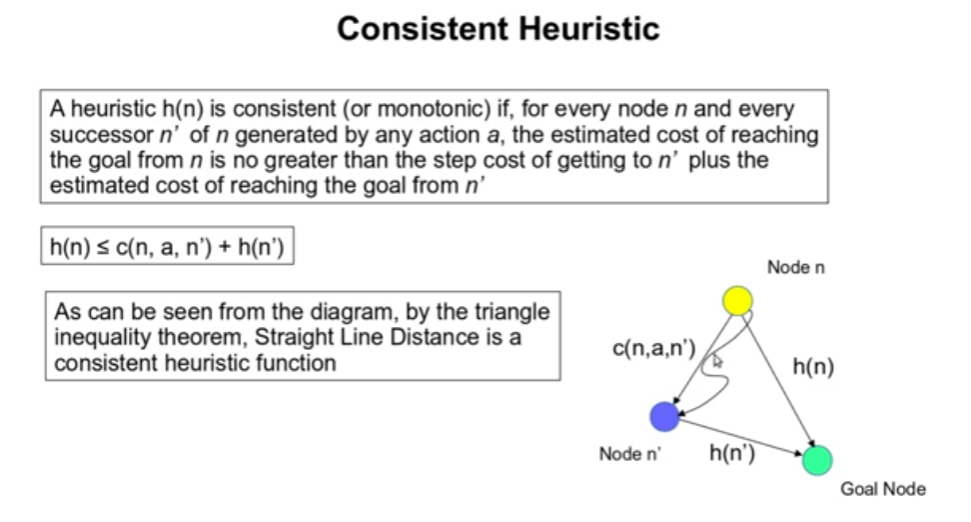 Consistent Heuristic
A heuristic h(n) is consistent (or monotonic) if, for every node n and every
successor n’ of n generated by any action a, the estimated cost of reaching
the goal from n is no greater than the step cost of getting to n’ plus the
estimated cost of reaching the goal from n’
h(n) ≤ c(n, a, n’) + h(n’)
As can be seen from the diagram, by the triangle
inequality theorem, Straight Line Distance is a
consistent heuristic function
Node n
c(n,a,n’)
h(n)
Node n’
h(n’)
Goal Node